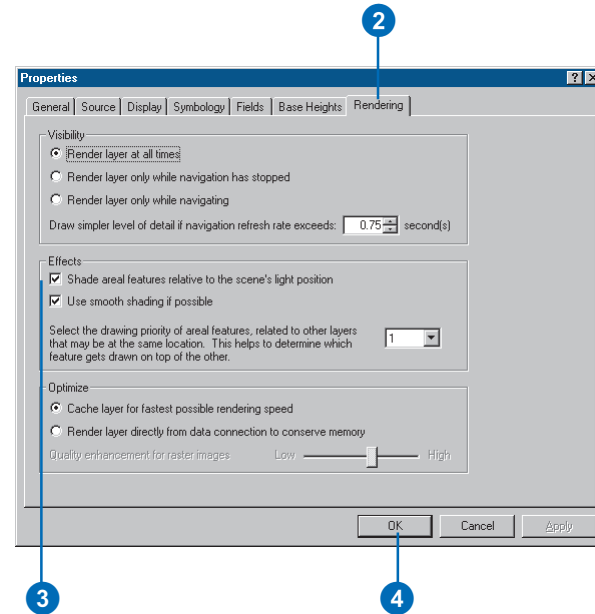 2
Properties
? X
General Source Display Symbology Fields Base Heights Rendering
Visibility
Render layer at all times
Render layer only while navigation has stopped
Render layer only while navigating
Draw simpler level of detail if navigation refresh rate exceeds: 0.75 second(s)
Effects
Shade areal features relative to the scene's light position
Use smooth shading if possible
Select the drawing priority of areal features, related to other layers
that may be at the same location. This helps to determine which
feature gets drawn on top of the other.
1
Optimize
Cache layer for fastest possible rendering speed
Render layer directly from data connection to conserve memory
Quality enhancement for raster images Low High
OK Cancel Apply
3 4